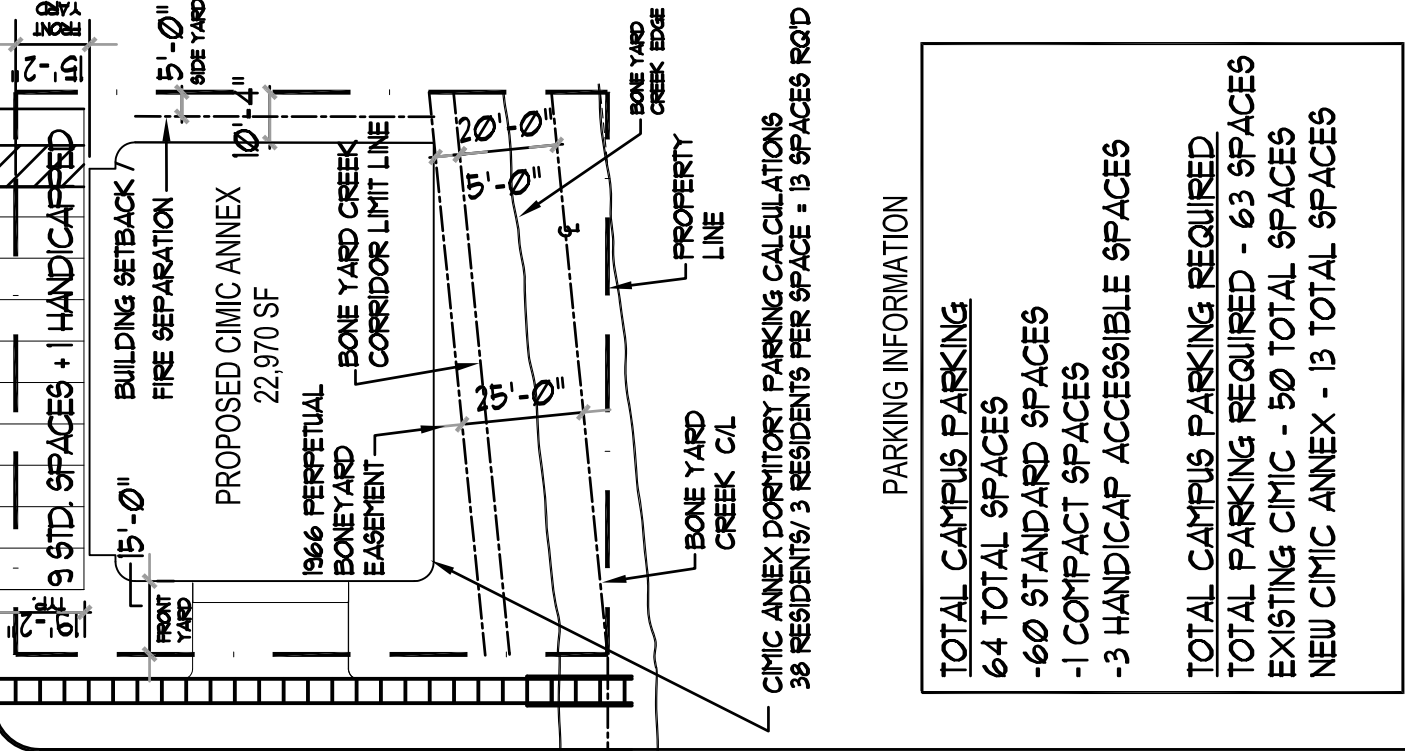 FRONT
YARD
15'-2"
5'-0"
SIDE YARD
10'-4"
9 STD. SPACES + 1 HANDICAPPED
BUILDING SETBACK /
FIRE SEPARATION
PROPOSED CIMIC ANNEX
22,970 SF
BONE YARD CREEK
CORRIDOR LIMIT LINE
1966 PERPETUAL
BONEYARD
EASEMENT
15'-0"
FRONT
YARD
19'-2"
TYP.
20'-0"
5'-0"
25'-0"
BONE YARD
CREEK EDGE
PROPERTY
LINE
BONE YARD
CREEK C/L
CIMIC ANNEX DORMITORY PARKING CALCULATIONS
38 RESIDENTS/ 3 RESIDENTS PER SPACE = 13 SPACES RQ'D
PARKING INFORMATION
TOTAL CAMPUS PARKING
64 TOTAL SPACES
-60 STANDARD SPACES
-1 COMPACT SPACES
-3 HANDICAP ACCESSIBLE SPACES
TOTAL CAMPUS PARKING REQUIRED
TOTAL PARKING REQUIRED - 63 SPACES
EXISTING CIMIC - 50 TOTAL SPACES
NEW CIMIC ANNEX - 13 TOTAL SPACES